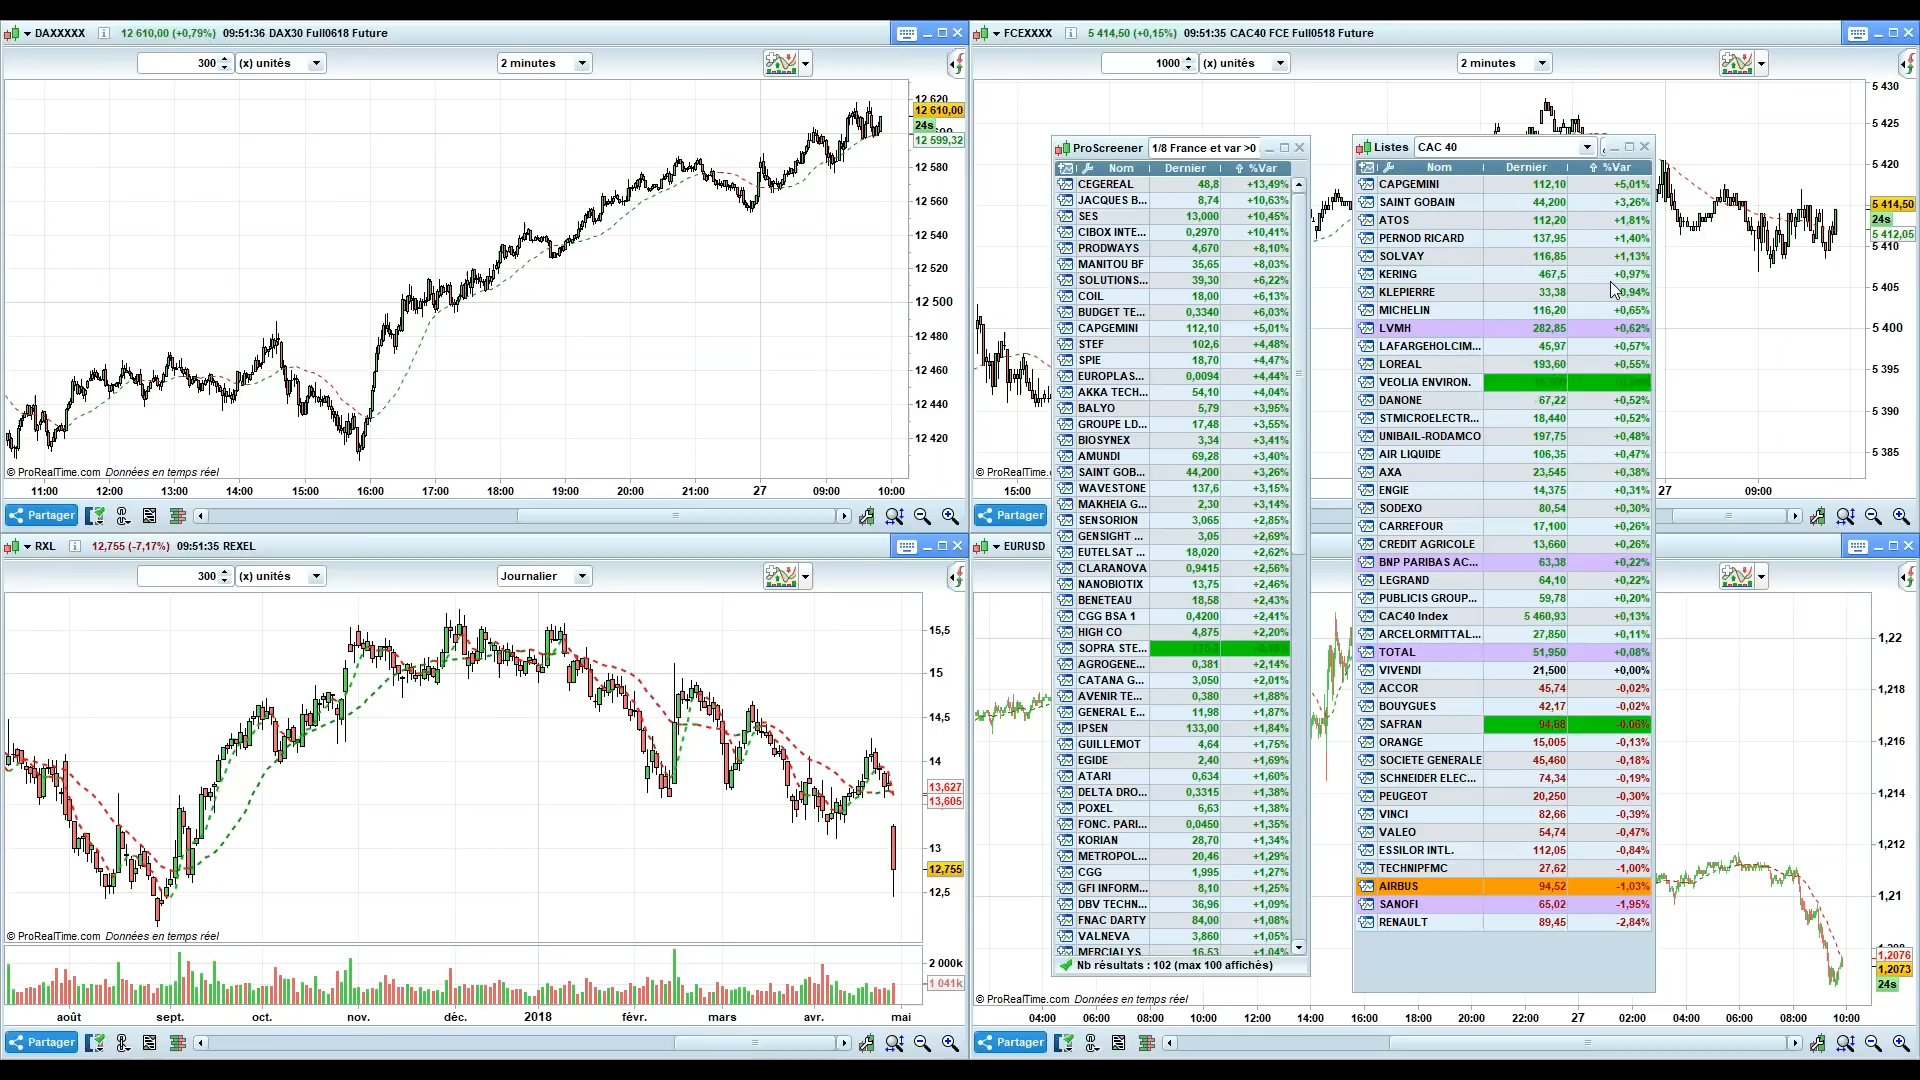 DAXXXXX 12 610,00 (+0,79%) 09:51:36 DAX30 Full0618 Future
300 (x) unités 2 minutes
12 620
12 610,00
24s
12 599,32
12 580
12 560
12 540
12 520
12 500
12 480
12 460
12 440
12 420
© ProRealTime.com Données en temps réel
11:00 12:00 13:00 14:00 15:00 16:00 17:00 18:00 19:00 20:00 21:00 27 09:00 10:00
Partager
FCEXXXX 5 414,50 (+0,15%) 09:51:35 CAC40 FCE Full0518 Future
1000 (x) unités 2 minutes
5 430
5 425
5 420
5 414,50
24s
5 412,05
5 410
5 405
5 400
5 395
5 390
5 385
© ProRealTime.c
15:00 27 09:00
Partager
RXL 12,755 (-7,17%) 09:51:35 REXEL
300 (x) unités Journalier
15,5
15
14,5
14
13,627
13,605
13
12,755
12,5
© ProRealTime.com Données en temps réel
2 000k
1 041k
août sept. oct. nov. déc. 2018 févr. mars avr. mai
Partager
EURUSD
1,22
1,218
1,216
1,214
1,212
1,21
1,2076
1,2073
24s
© ProRealTime.com Données en temps réel
04:00 06:00 08:00 10:00 12:00 14:00 16:00 18:00 20:00 22:00 27 02:00 04:00 06:00 08:00 10:00
Partager
ProScreener 1/8 France et var >0
Nom Dernier %Var
CEGEREAL 48,8 +13,49%
JACQUES B... 8,74 +10,63%
SES 13,000 +10,45%
CIBOX INTE... 0,2970 +10,41%
PRODWAYS 4,670 +8,10%
MANITOU BF 35,65 +8,03%
SOLUTIONS... 39,30 +6,22%
COIL 18,00 +6,13%
BUDGET TE... 0,3340 +6,03%
CAPGEMINI 112,10 +5,01%
STEF 102,6 +4,48%
SPIE 18,70 +4,47%
EUROPLAS... 0,0094 +4,44%
AKKA TECH... 54,10 +4,04%
BALYO 5,79 +3,95%
GROUPE LD... 17,48 +3,55%
BIOSYNEX 3,34 +3,41%
AMUNDI 69,28 +3,40%
SAINT GOB... 44,200 +3,26%
WAVESTONE 137,6 +3,15%
MAKHEIA G... 2,30 +3,14%
SENSORION 3,065 +2,85%
GENSIGHT ... 3,05 +2,69%
EUTELSAT ... 18,020 +2,62%
CLARANOVA 0,9415 +2,56%
NANOBIOTIX 13,75 +2,46%
BENETEAU 18,58 +2,43%
CGG BSA 1 0,4200 +2,41%
HIGH CO 4,875 +2,20%
SOPRA STE...
AGROGENE... 0,381 +2,14%
CATANA G... 3,050 +2,01%
AVENIR TE... 0,380 +1,88%
GENERAL E... 11,98 +1,87%
IPSEN 133,00 +1,84%
GUILLEMOT 4,64 +1,75%
EGIDE 2,40 +1,69%
ATARI 0,634 +1,60%
DELTA DRO... 0,3315 +1,38%
POXEL 6,63 +1,38%
FONC. PARI... 0,0450 +1,35%
KORIAN 28,70 +1,34%
METROPOL... 20,46 +1,29%
CGG 1,995 +1,27%
GFI INFORM... 8,10 +1,25%
DBV TECHN... 36,96 +1,09%
FNAC DARTY 84,00 +1,08%
VALNEVA 3,860 +1,05%
MERCIALYS 16,53 +1,04%
Nb résultats : 102 (max 100 affichés)
Listes CAC 40
Nom Dernier %Var
CAPGEMINI 112,10 +5,01%
SAINT GOBAIN 44,200 +3,26%
ATOS 112,20 +1,81%
PERNOD RICARD 137,95 +1,40%
SOLVAY 116,85 +1,13%
KERING 467,5 +0,97%
KLEPIERRE 33,38 +0,94%
MICHELIN 116,20 +0,65%
LVMH 282,85 +0,62%
LAFARGEHOLCIM... 45,97 +0,57%
LOREAL 193,60 +0,55%
VEOLIA ENVIRON.
DANONE 67,22 +0,52%
STMICROELECTR... 18,440 +0,52%
UNIBAIL-RODAMCO 197,75 +0,48%
AIR LIQUIDE 106,35 +0,47%
AXA 23,545 +0,38%
ENGIE 14,375 +0,31%
SODEXO 80,54 +0,30%
CARREFOUR 17,100 +0,26%
CREDIT AGRICOLE 13,660 +0,26%
BNP PARIBAS AC... 63,38 +0,22%
LEGRAND 64,10 +0,22%
PUBLICIS GROUP... 59,78 +0,20%
CAC40 Index 5 460,93 +0,13%
ARCELORMITTAL... 27,850 +0,11%
TOTAL 51,950 +0,08%
VIVENDI 21,500 +0,00%
ACCOR 45,74 -0,02%
BOUYGUES 42,17 -0,02%
SAFRAN 94,68 -0,06%
ORANGE 15,005 -0,13%
SOCIETE GENERALE 45,460 -0,18%
SCHNEIDER ELEC... 74,34 -0,19%
PEUGEOT 20,250 -0,30%
VINCI 82,66 -0,39%
VALEO 54,74 -0,47%
ESSILOR INTL. 112,05 -0,84%
TECHNIPFMC 27,62 -1,00%
AIRBUS 94,52 -1,03%
SANOFI 65,02 -1,95%
RENAULT 89,45 -2,84%